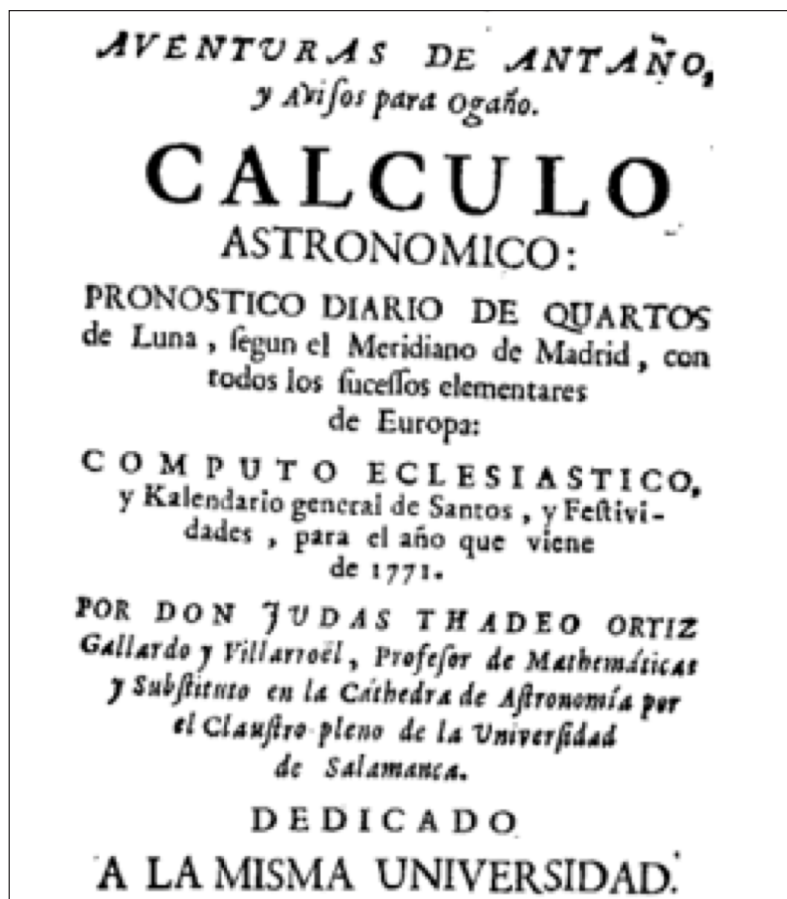 AVENTURAS DE ANTAÑO,
y Aviſos para Ogaño.
CALCULO
ASTRONOMICO:
PRONOSTICO DIARIO DE QUARTOS
de Luna, ſegun el Meridiano de Madrid, con
todos los ſuceſſos elementares
de Europa:
COMPUTO ECLESIASTICO,
y Kalendario general de Santos, y Feſtivi-
dades, para el año que viene
de 1771.
POR DON JUDAS THADEO ORTIZ
Gallardo y Villarroèl, Profeſor de Mathemáticas
y Subſtituto en la Cáthedra de Aſtronomía por
el Clauſtro pleno de la Univerſidad
de Salamanca.
DEDICADO
A LA MISMA UNIVERSIDAD.